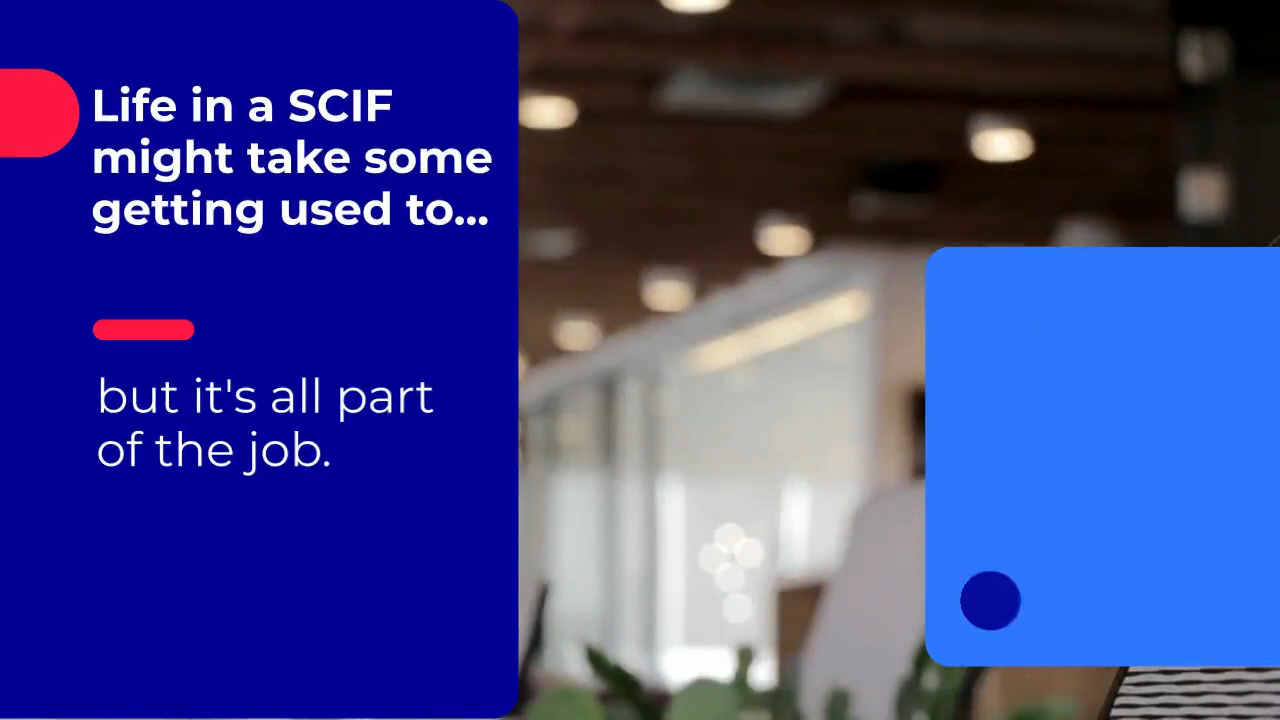 Life in a SCIF
might take some
getting used to...
but it's all part
of the job.